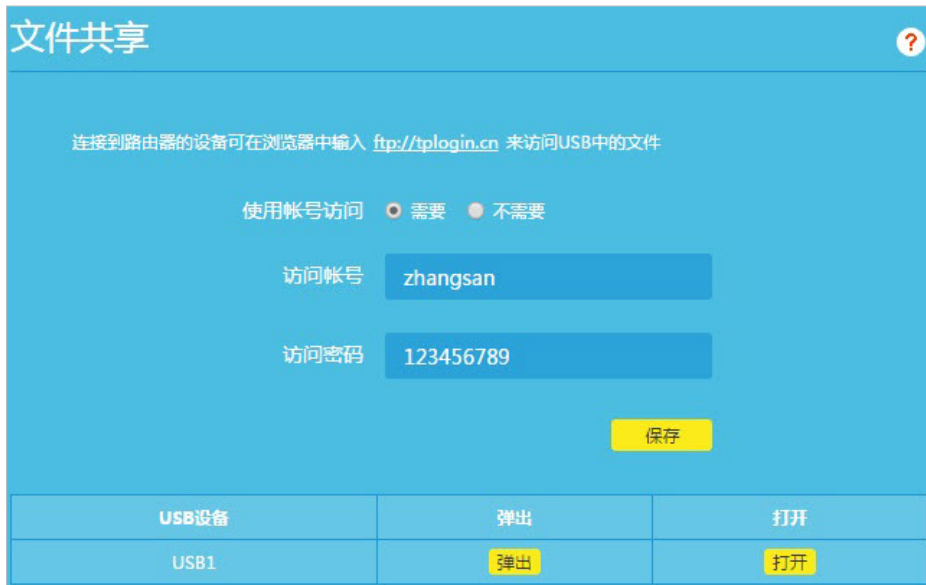 文件共享
?
连接到路由器的设备可在浏览器中输入 ftp://tplogin.cn 来访问USB中的文件
使用帐号访问 需要 不需要
访问帐号 zhangsan
访问密码 123456789
保存
USB设备 弹出 打开
USB1 弹出 打开